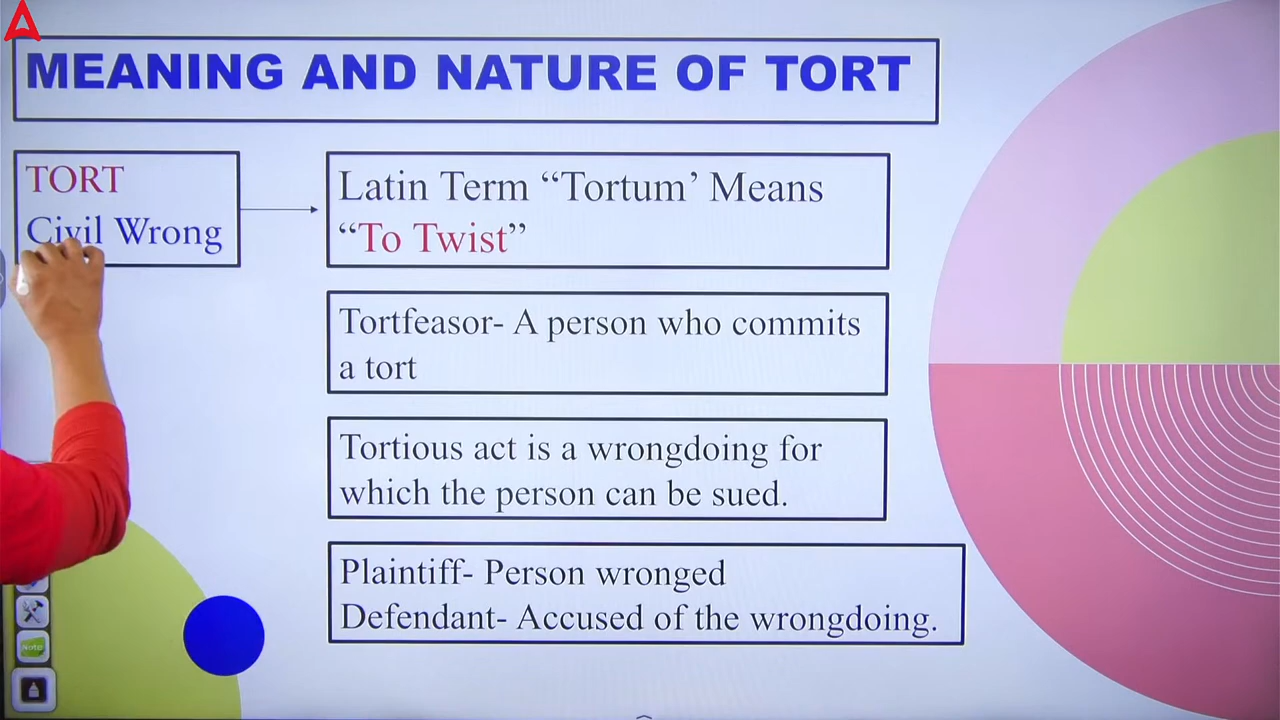 MEANING AND NATURE OF TORT
TORT
Civil Wrong
Latin Term “Tortum’ Means
“To Twist”
Tortfeasor- A person who commits
a tort
Tortious act is a wrongdoing for
which the person can be sued.
Plaintiff- Person wronged
Defendant- Accused of the wrongdoing.
Note